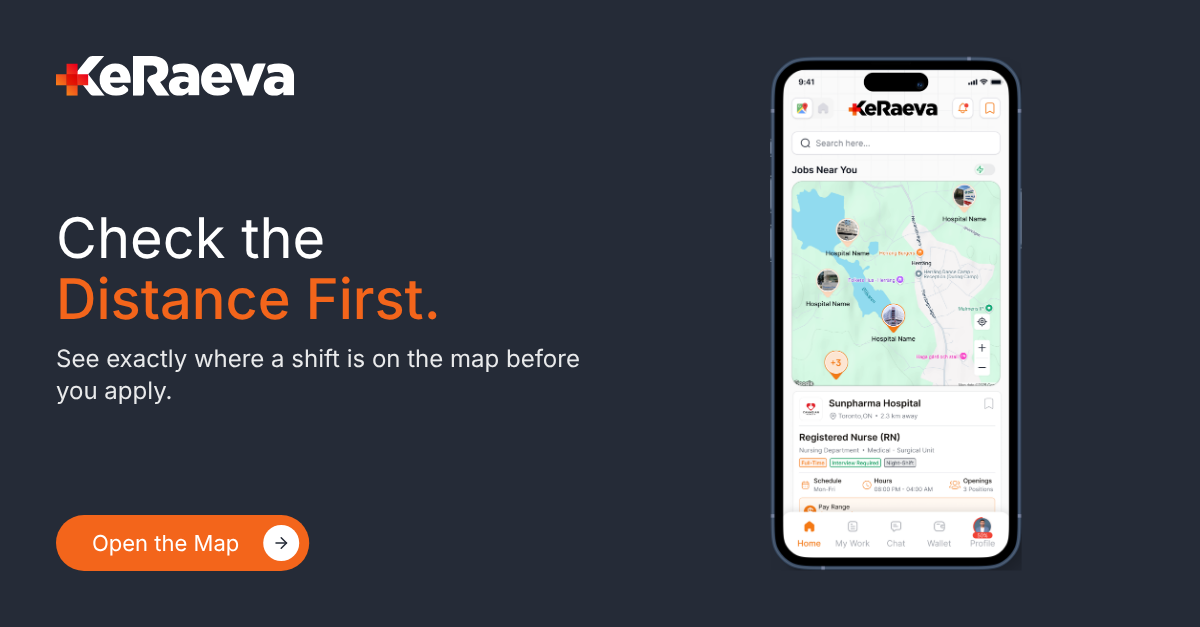 KeRaeva
Check the
Distance First.
See exactly where a shift is on the map before
you apply.
Open the Map
9:41
KeRaeva
Search here...
Jobs Near You
Hospital Name
Hospital Name
Herrang
Hospital Name
Hospital Name
+3
Google
Sunpharma Hospital
Toronto,ON • 2.3 km away
Registered Nurse (RN)
Nursing Department • Medical - Surgical Unit
Full-Time Interview Required Night-Shift
Schedule Hours Openings
Mon-Fri 08:00 PM - 04:00 AM 3 Positions
Pay Range
Home My Work Chat Wallet Profile